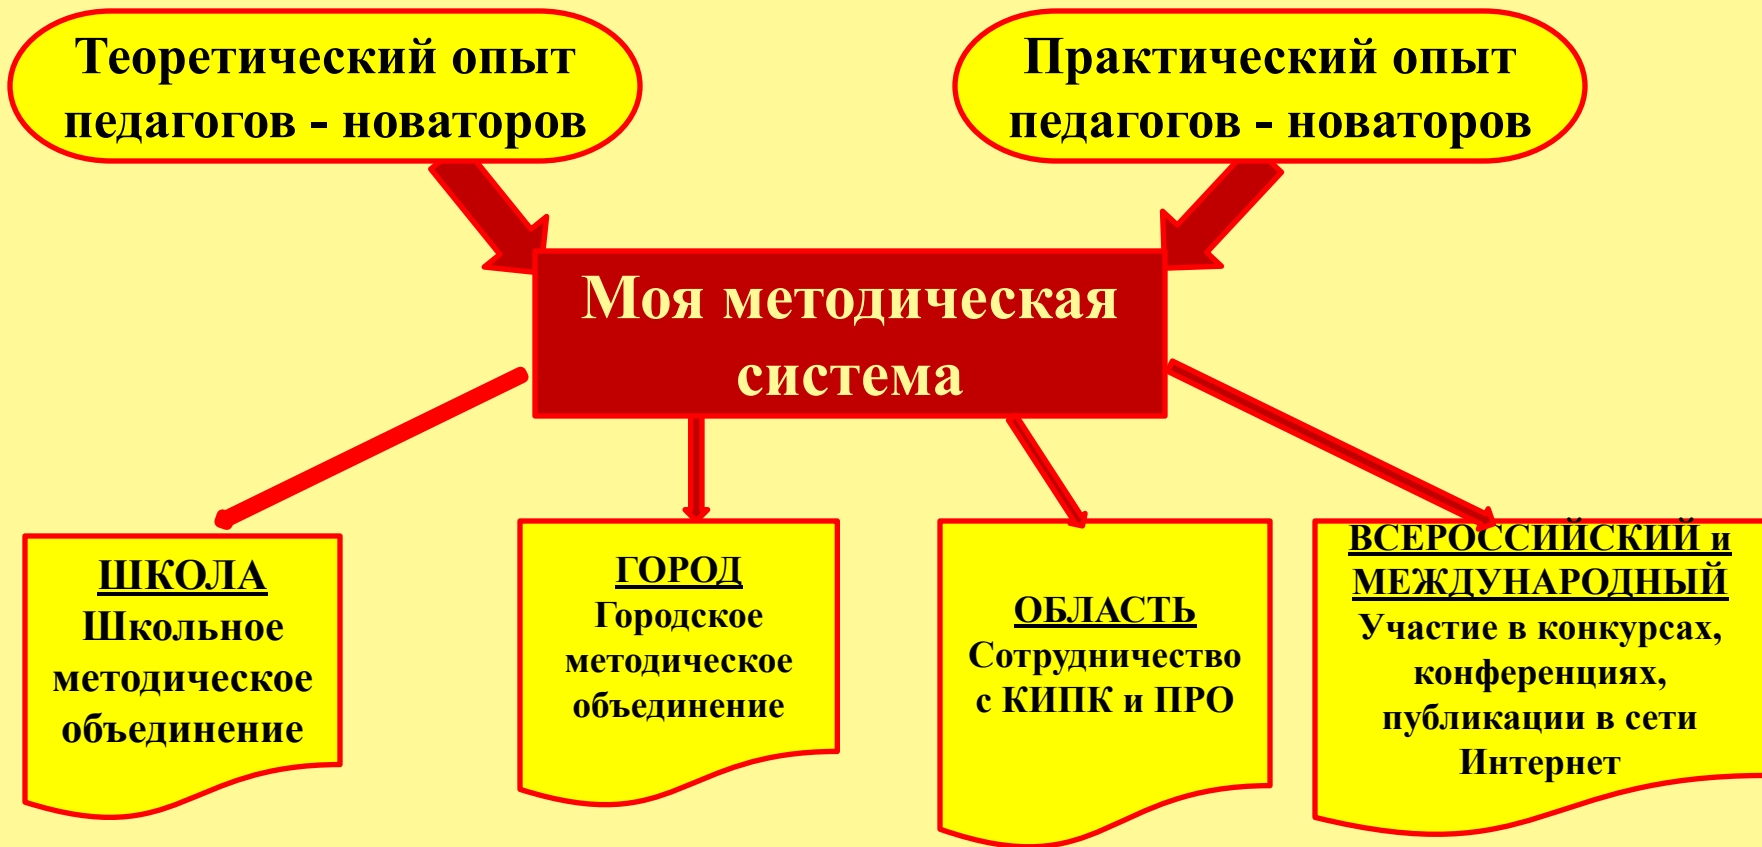 Теоретический опыт
педагогов - новаторов
Практический опыт
педагогов - новаторов
Моя методическая
система
ШКОЛА
Школьное
методическое
объединение
ГОРОД
Городское
методическое
объединение
ОБЛАСТЬ
Сотрудничество
с КИПК и ПРО
ВСЕРОССИЙСКИЙ и
МЕЖДУНАРОДНЫЙ
Участие в конкурсах,
конференциях,
публикации в сети
Интернет